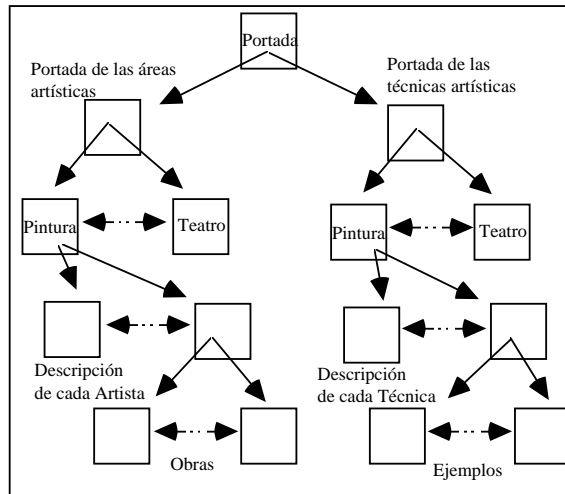 Portada
Portada de las áreas
artísticas
Portada de las
técnicas artísticas
Pintura
Teatro
Pintura
Teatro
Descripción
de cada Artista
Descripción
de cada Técnica
Obras
Ejemplos